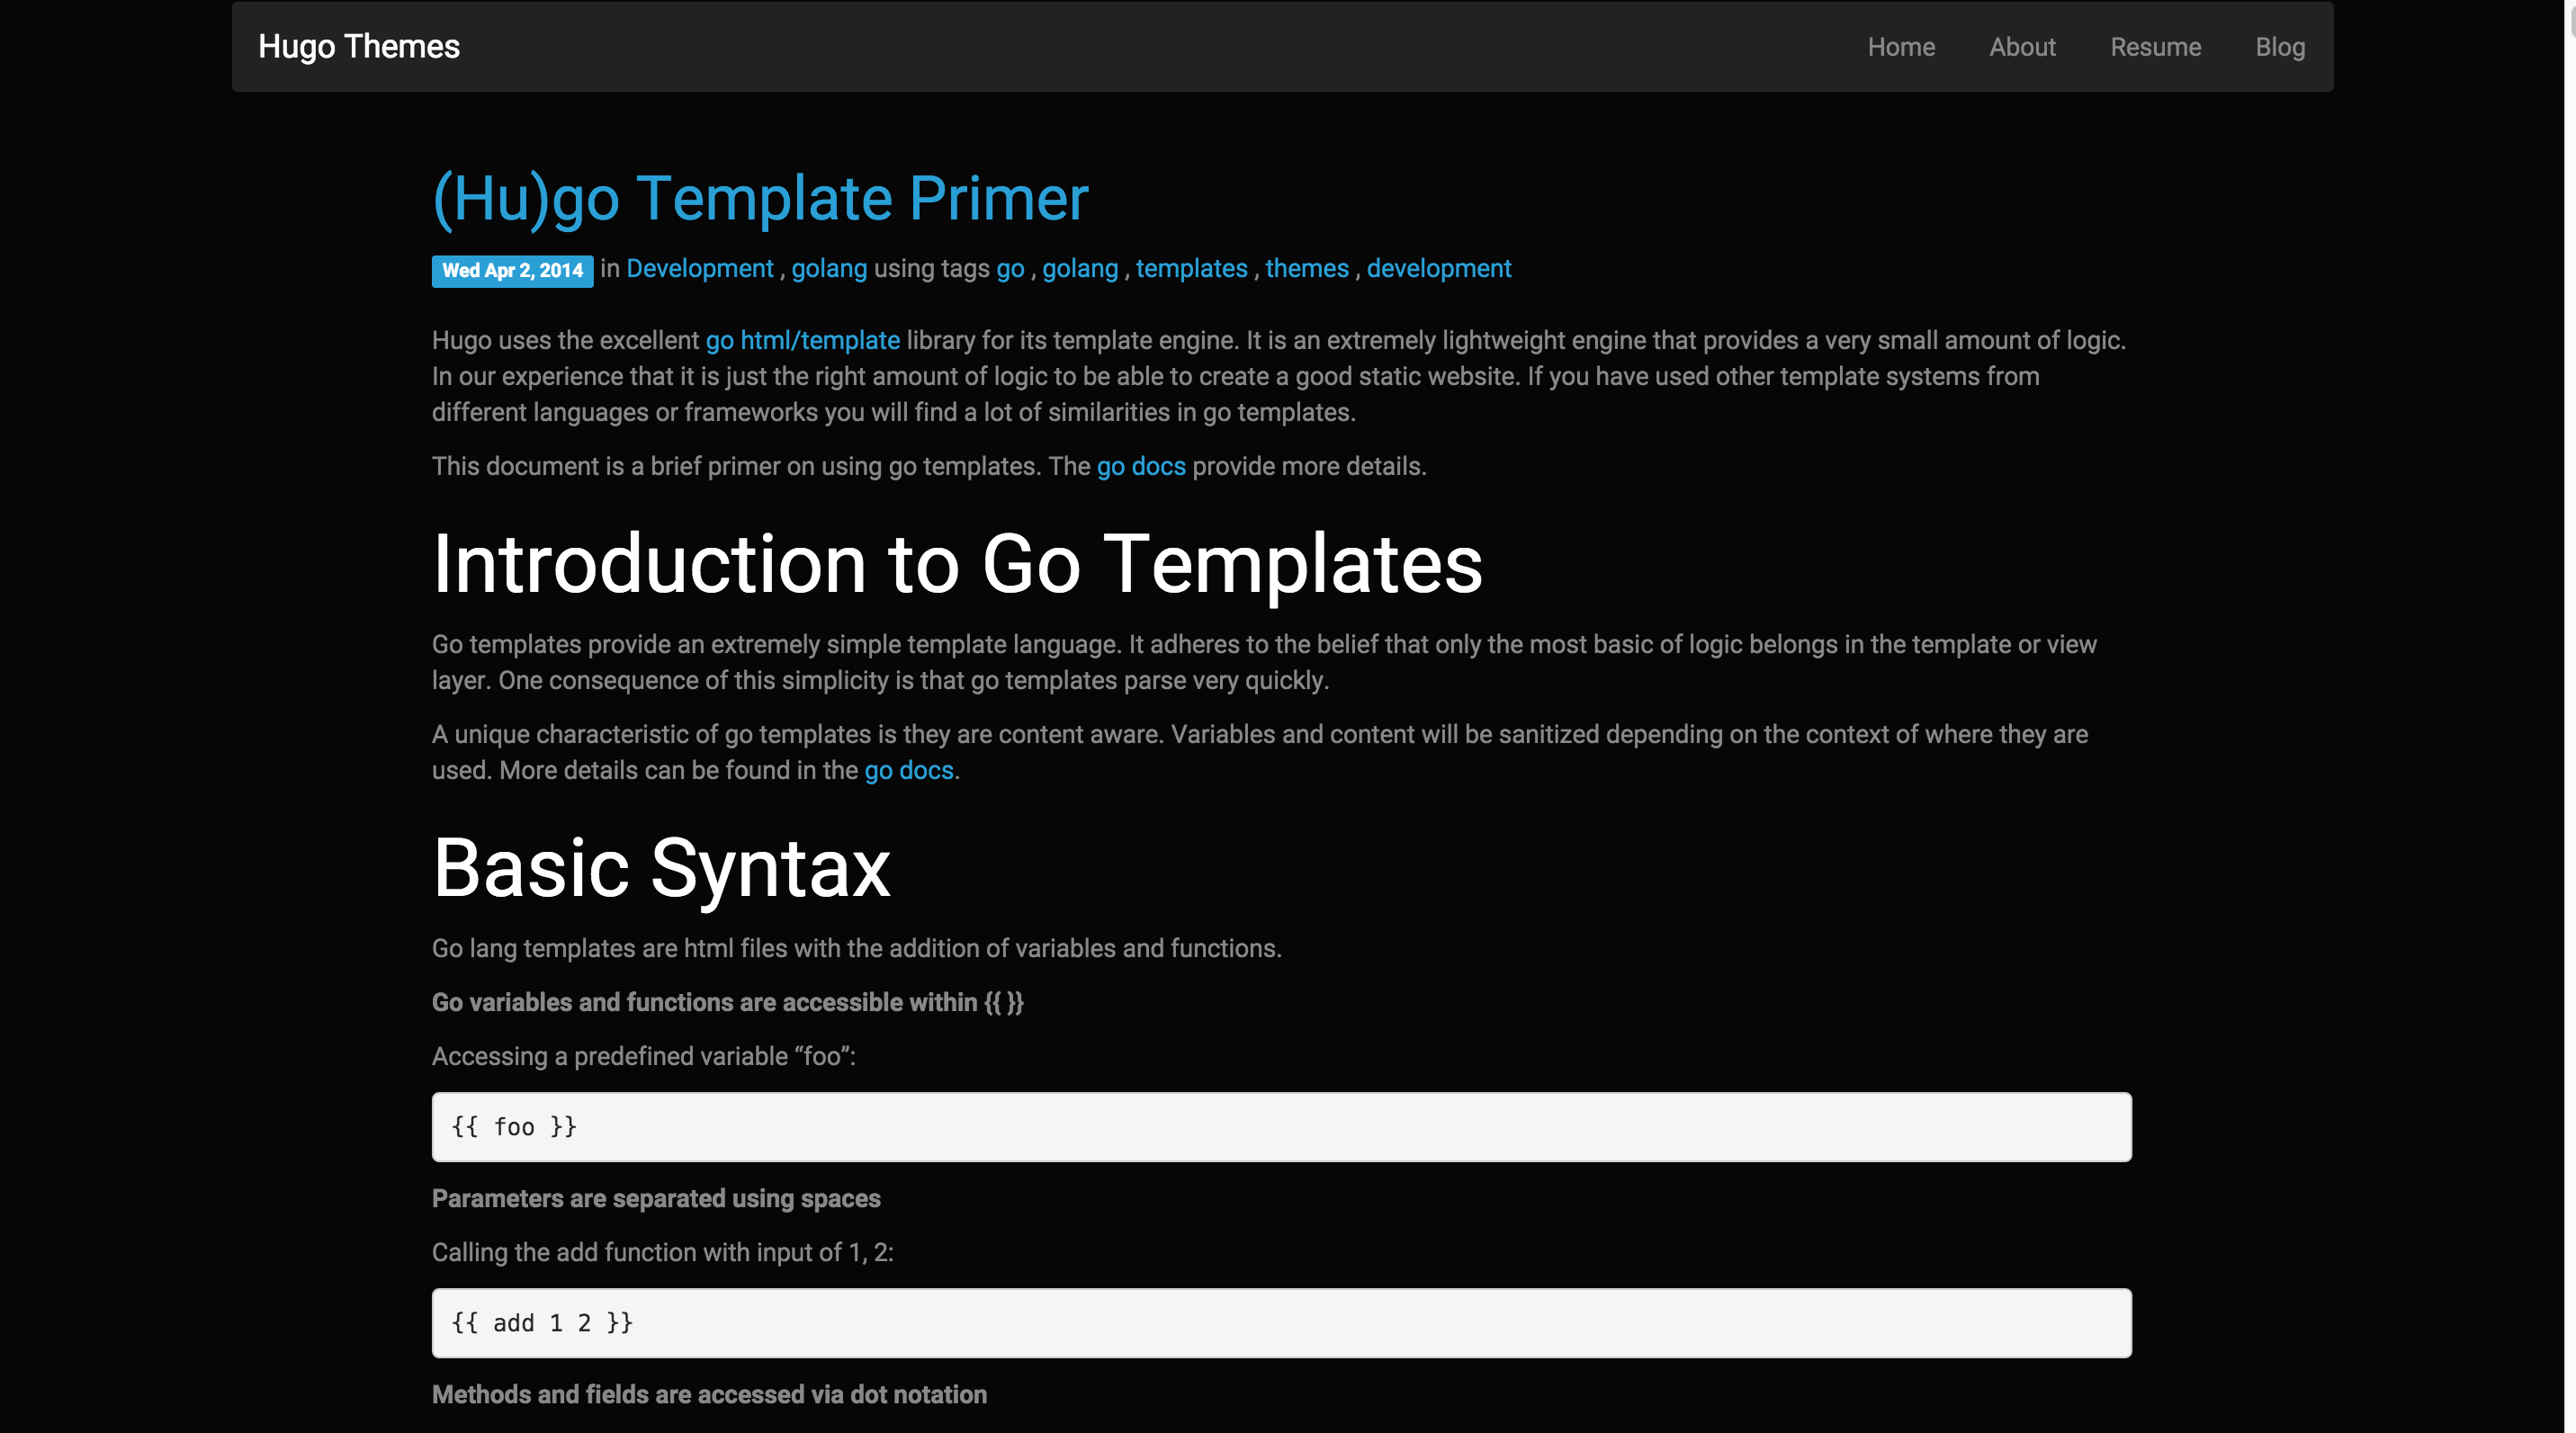 Hugo Themes
Home
About
Resume
Blog
(Hu)go Template Primer
Wed Apr 2, 2014 in Development , golang using tags go , golang , templates , themes , development
Hugo uses the excellent go html/template library for its template engine. It is an extremely lightweight engine that provides a very small amount of logic.
In our experience that it is just the right amount of logic to be able to create a good static website. If you have used other template systems from
different languages or frameworks you will find a lot of similarities in go templates.
This document is a brief primer on using go templates. The go docs provide more details.
Introduction to Go Templates
Go templates provide an extremely simple template language. It adheres to the belief that only the most basic of logic belongs in the template or view
layer. One consequence of this simplicity is that go templates parse very quickly.
A unique characteristic of go templates is they are content aware. Variables and content will be sanitized depending on the context of where they are
used. More details can be found in the go docs.
Basic Syntax
Go lang templates are html files with the addition of variables and functions.
Go variables and functions are accessible within {{ }}
Accessing a predefined variable “foo”:
{{ foo }}
Parameters are separated using spaces
Calling the add function with input of 1, 2:
{{ add 1 2 }}
Methods and fields are accessed via dot notation